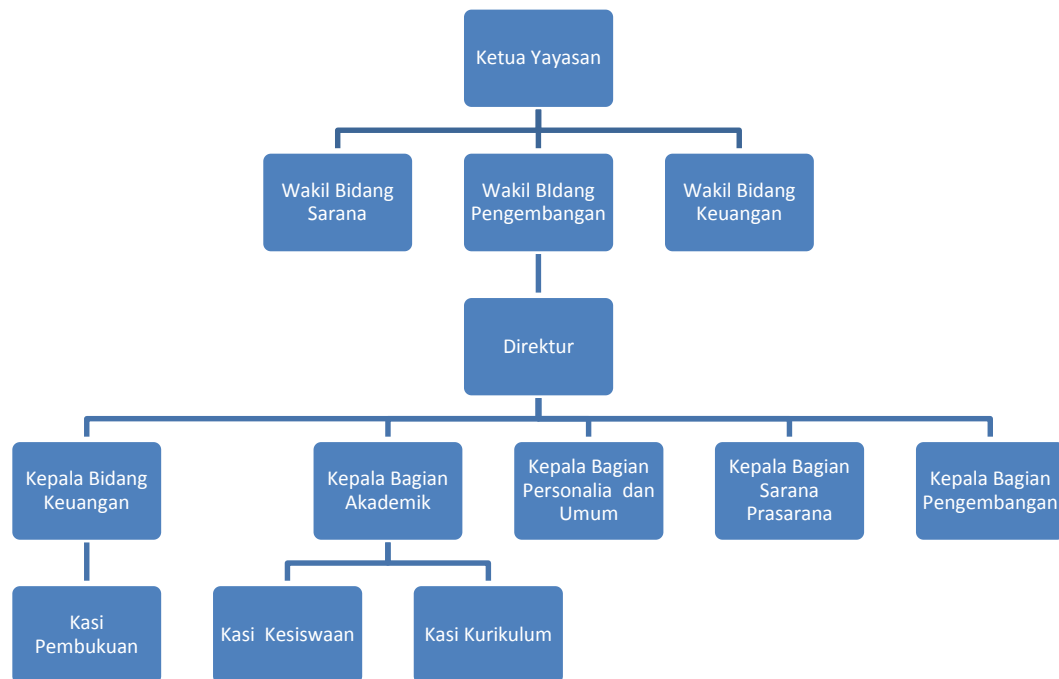 Ketua Yayasan
Wakil Bidang
Sarana
Wakil BIdang
Pengembangan
Wakil Bidang
Keuangan
Direktur
Kepala Bidang
Keuangan
Kepala Bagian
Akademik
Kepala Bagian
Personalia dan
Umum
Kepala Bagian
Sarana
Prasarana
Kepala Bagian
Pengembangan
Kasi
Pembukuan
Kasi Kesiswaan
Kasi Kurikulum